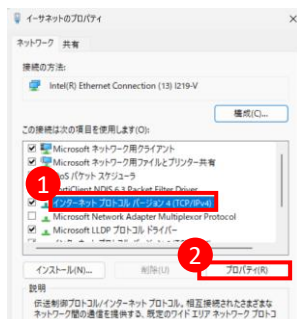 イーサネットのプロパティ
ネットワーク 共有
接続の方法:
Intel(R) Ethernet Connection (13) I219-V
構成(C)...
この接続は次の項目を使用します(O):
Microsoft ネットワーク用クライアント
Microsoft ネットワーク用ファイルとプリンター共有
QoS パケット スケジューラ
1
FortiClient NDIS 6.3 Packet Filter Driver
インターネット プロトコル バージョン 4 (TCP/IPv4)
Microsoft Network Adapter Multiplexor Protocol
Microsoft LLDP プロトコル ドライバー
2
インストール(N)...
削除(U)
プロパティ(R)
説明
伝送制御プロトコル/インターネット プロトコル。相互接続されたさまざまな
ネットワーク間の通信を提供する、既定のワイド エリア ネットワーク プロトコ